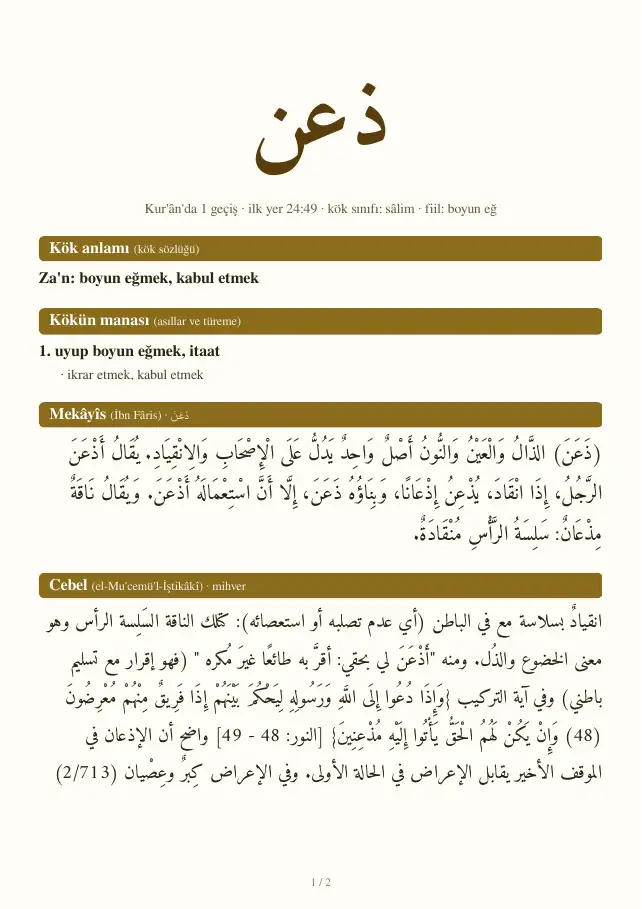 ذعن
Kur'ân'da 1 geçiş · ilk yer 24:49 · kök sınıfı: sâlim · fiil: boyun eğ
Kök anlamı (kök sözlüğü)
Za'n: boyun eğmek, kabul etmek
Kökün manası (asıllar ve türeme)
1. uyup boyun eğmek, itaat
· ikrar etmek, kabul etmek
Mekâyîs (İbn Fâris) · ذَعَنَ
(ذَعَنَ) الذَّالُ وَالْعَيْنُ وَالنُّونُ أَصْلٌ وَاحِدٌ يَدُلُّ عَلَى الْإِصْحَابِ وَالِانْقِيَادِ. يُقَالُ أَذْعَنَ
الرَّجُلُ، إِذَا انْقَادَ، يُذْعِنُ إِذْعَانًا، وَبِنَاؤُهُ ذَعَنَ، إِلَّا أَنَّ اسْتِعْمَالَهُ أَذْعَنَ. وَيُقَالُ نَاقَةٌ
مِذْعَانٌ: سَلِسَةُ الرَّأْسِ مُنْقَادَةٌ.
Cebel (el-Mu'cemü'l-İştikâkî) · mihver
انقيادٌ بسلاسة مع في الباطن (أي عدم تصلبه أو استعصائه): كتلك الناقة السَلِسة الرأس وهو
معنى الخضوع والذُل. ومنه "أَذْعَنَ لي بحقي: أقرَّ به طائعًا غيرَ مُكره " (فهو إقرار مع تسليم
باطني) وفي آية التركيب {وَإِذَا دُعُوا إِلَى اللَّهِ وَرَسُولِهِ لِيَحْكُمَ بَيْنَهُمْ إِذَا فَرِيقٌ مِنْهُمْ مُعْرِضُونَ
(48) وَإِنْ يَكُنْ لَهُمُ الْحَقُّ يَأْتُوا إِلَيْهِ مُذْعِنِينَ} [النور: 48 - 49] واضح أن الإذعان في
الموقف الأخير يقابل الإعراض في الحالة الأولى. وفي الإعراض كِبرٌ وعِصْيان (2/713)
1 / 2